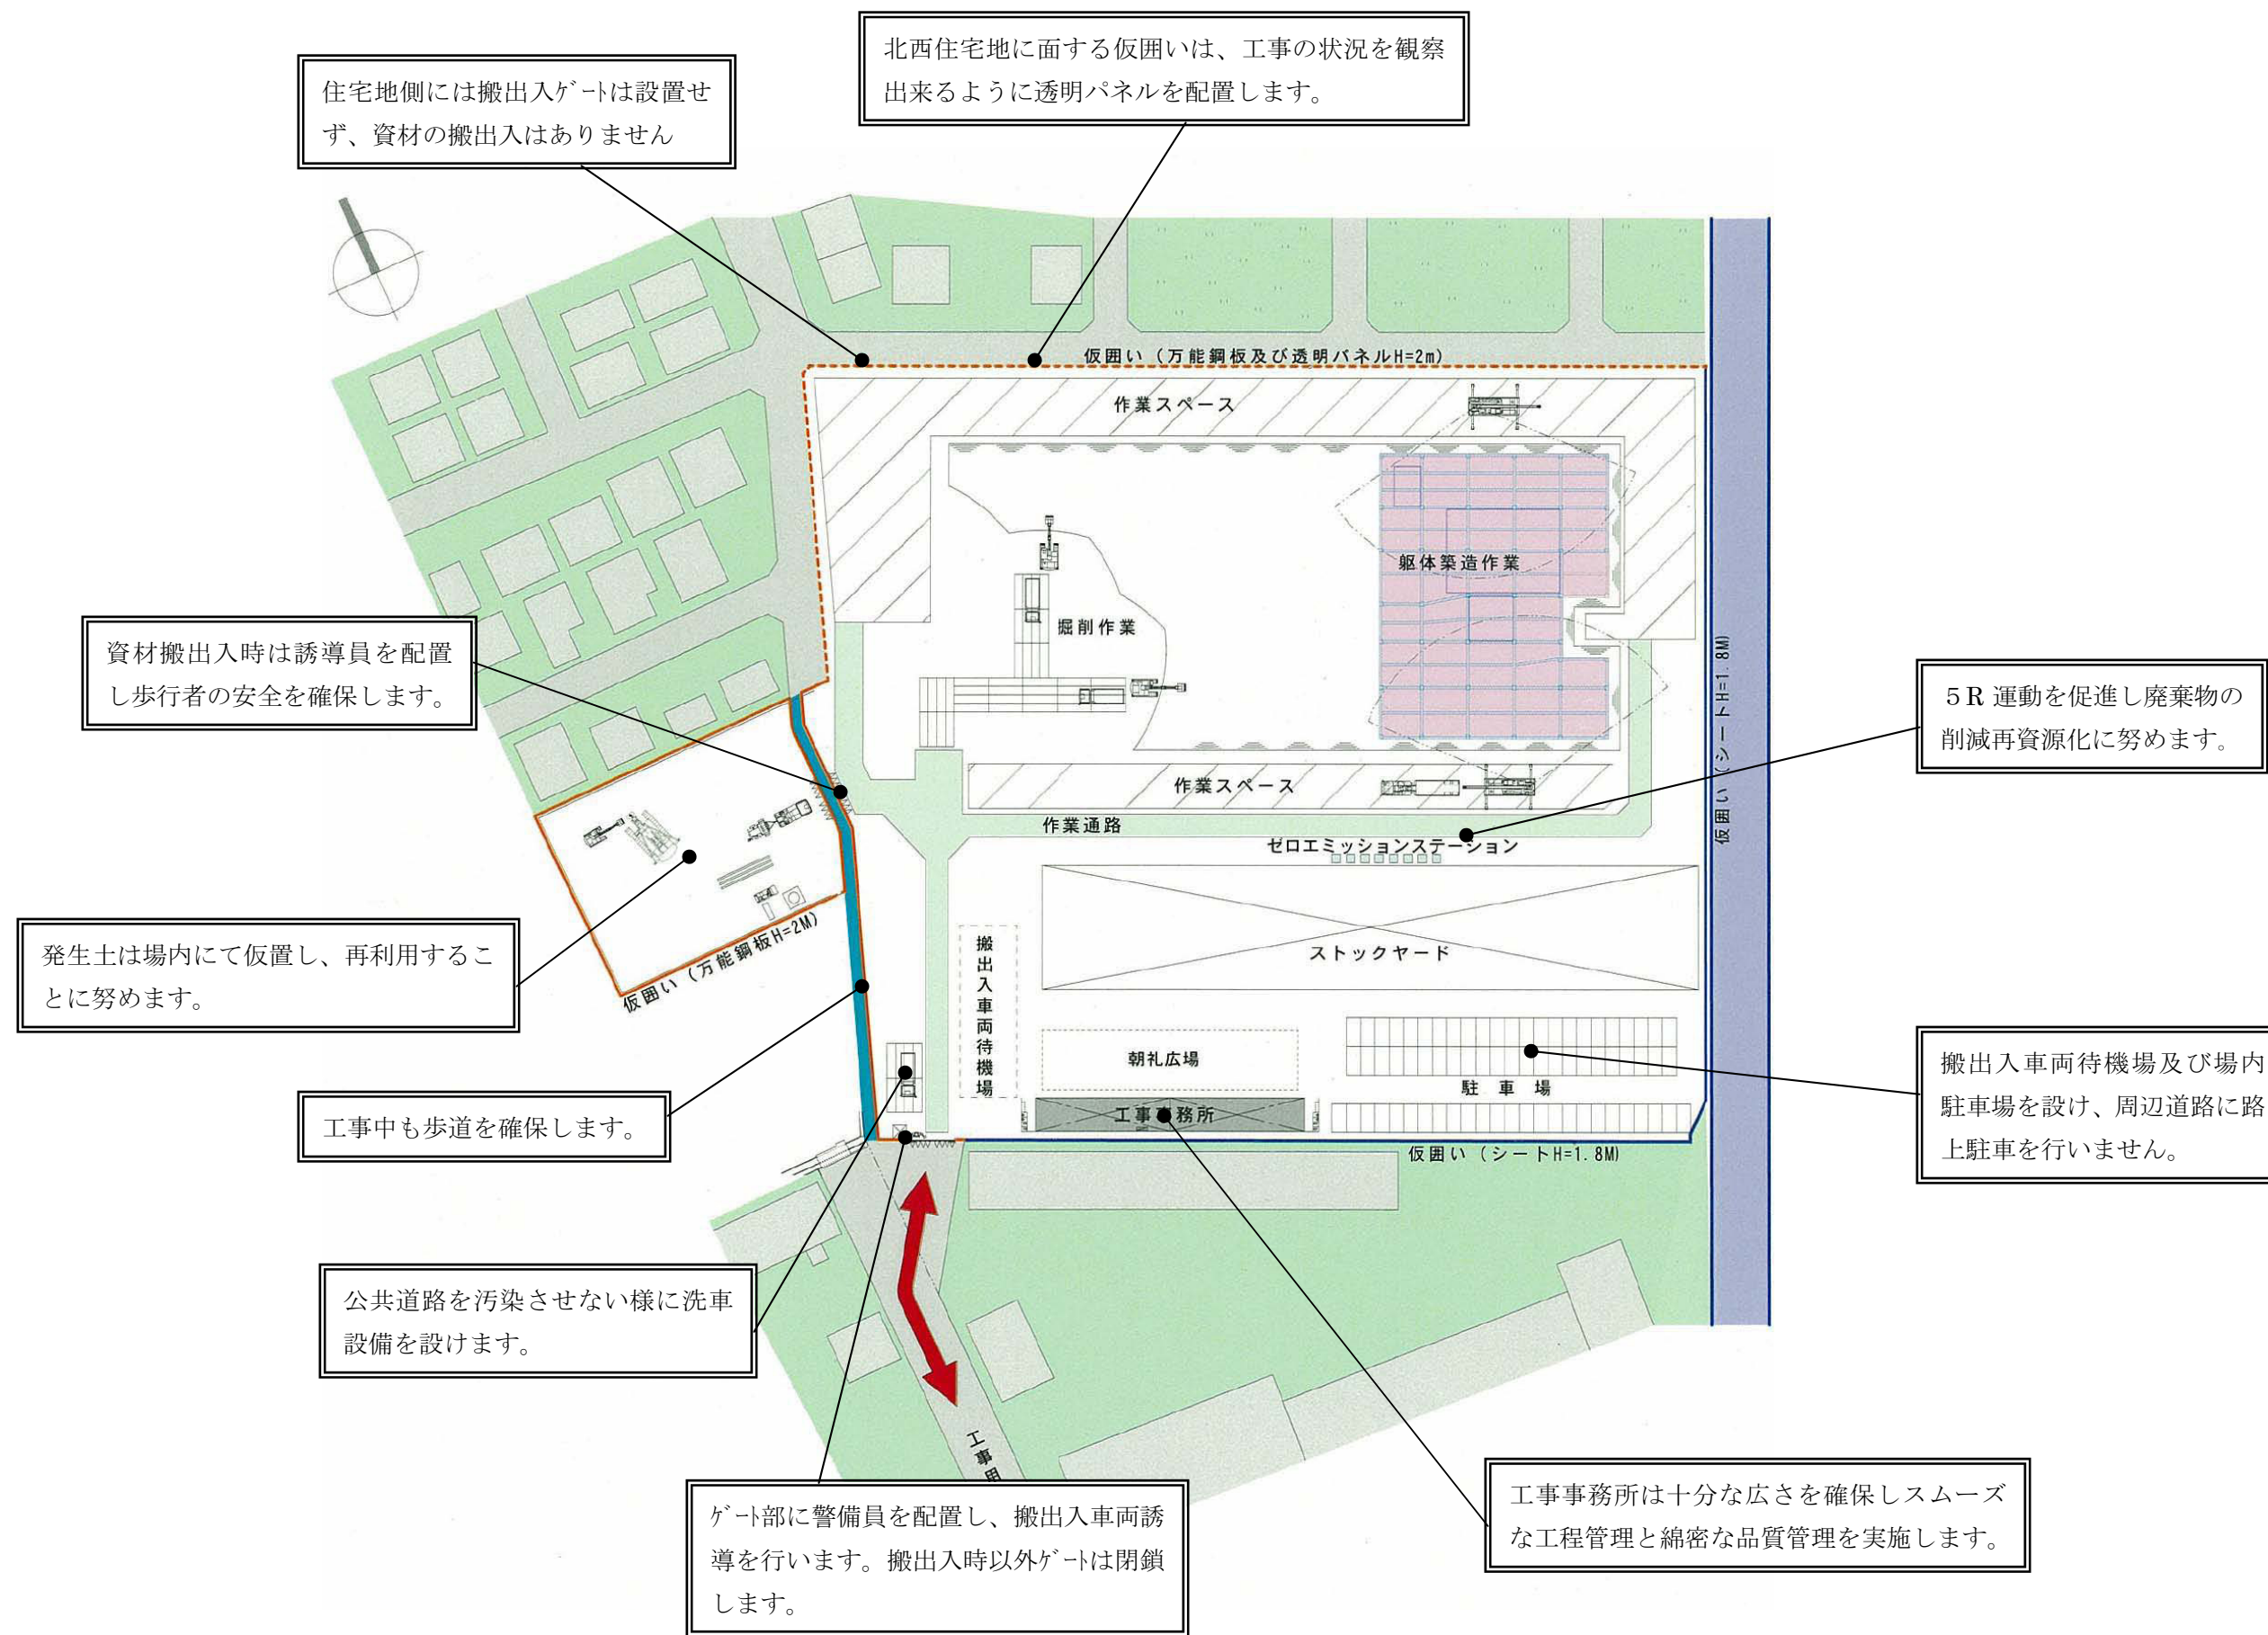 北西住宅地に面する仮囲いは、工事の状況を観察
出来るように透明パネルを配置します。
住宅地側には搬出入ｹﾞｰﾄは設置せ
ず、資材の搬出入はありません
仮囲い（万能鋼板及び透明パネルH=2m）
作業スペース
躯体築造作業
掘削作業
資材搬出入時は誘導員を配置
し歩行者の安全を確保します。
仮囲い（シートH=1.8M)
５R 運動を促進し廃棄物の
削減再資源化に努めます。
作業スペース
作業通路
ゼロエミッションステーション
発生土は場内にて仮置し、再利用するこ
とに努めます。
仮囲い（万能鋼板H=2M)
搬出入車両待機場
ストックヤード
朝礼広場
駐車場
搬出入車両待機場及び場内
駐車場を設け、周辺道路に路
上駐車を行いません。
工事中も歩道を確保します。
工事事務所
仮囲い（シートH=1.8M)
公共道路を汚染させない様に洗車
設備を設けます。
工事用
ｹﾞｰﾄ部に警備員を配置し、搬出入車両誘
導を行います。搬出入時以外ｹﾞｰﾄは閉鎖
します。
工事事務所は十分な広さを確保しスムーズ
な工程管理と綿密な品質管理を実施します。